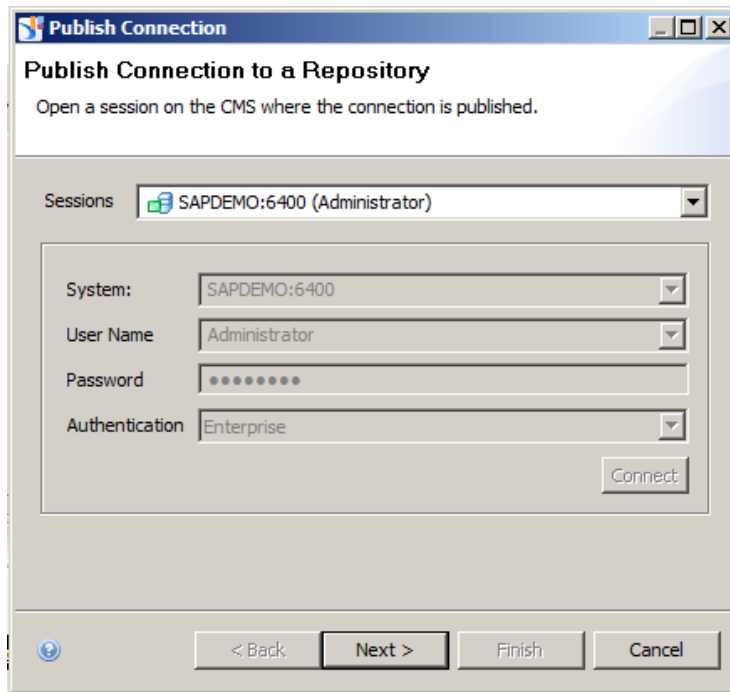 Publish Connection
Publish Connection to a Repository
Open a session on the CMS where the connection is published.
Sessions SAPDEMO:6400 (Administrator)
System: SAPDEMO:6400
User Name Administrator
Password ●●●●●●●●
Authentication Enterprise
Connect
< Back Next > Finish Cancel